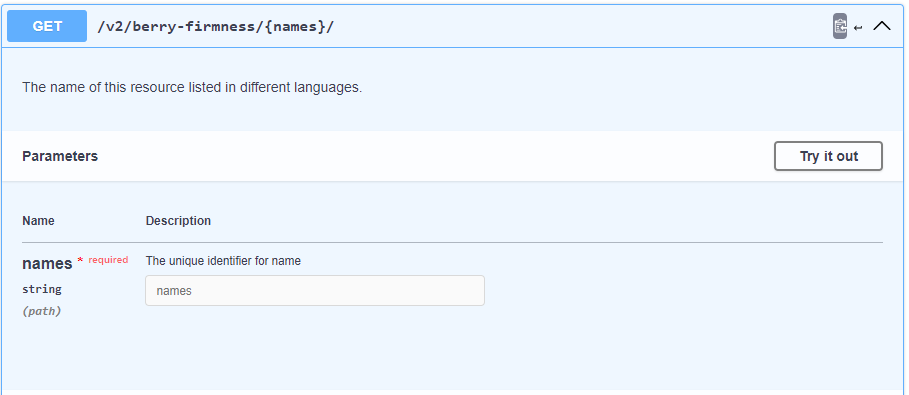 GET /v2/berry-firmness/{names}/
The name of this resource listed in different languages.
Parameters Try it out
Name Description
names * required The unique identifier for name
string names
(path)